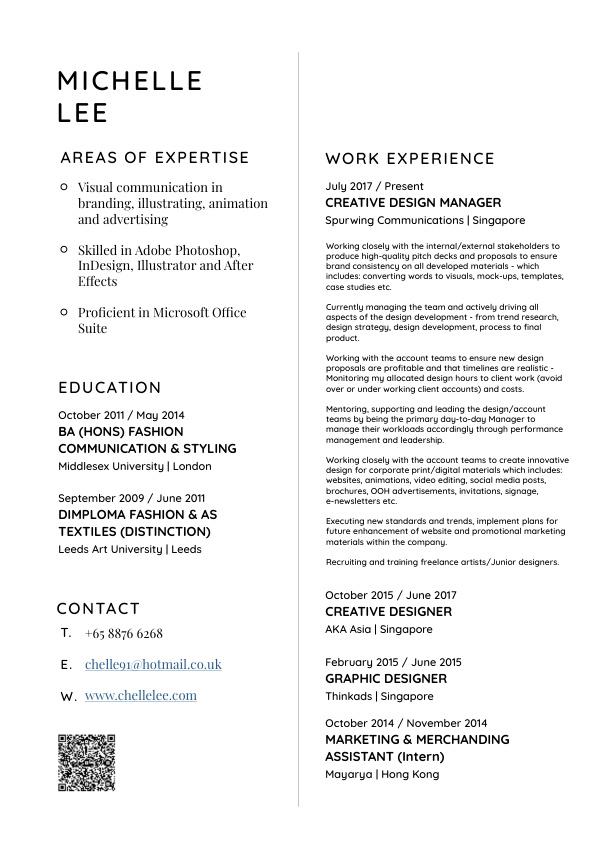 MICHELLE
LEE
AREAS OF EXPERTISE
Visual communication in
branding, illustrating, animation
and advertising
Skilled in Adobe Photoshop,
InDesign, Illustrator and After
Effects
Proficient in Microsoft Office
Suite
EDUCATION
October 2011 / May 2014
BA (HONS) FASHION
COMMUNICATION & STYLING
Middlesex University | London
September 2009 / June 2011
DIMPLOMA FASHION & AS
TEXTILES (DISTINCTION)
Leeds Art University | Leeds
CONTACT
T. +65 8876 6268
E. chelle91@hotmail.co.uk
W. www.chellelee.com
WORK EXPERIENCE
July 2017 / Present
CREATIVE DESIGN MANAGER
Spurwing Communications | Singapore
Working closely with the internal/external stakeholders to
produce high-quality pitch decks and proposals to ensure
brand consistency on all developed materials - which
includes: converting words to visuals, mock-ups, templates,
case studies etc.
Currently managing the team and actively driving all
aspects of the design development - from trend research,
design strategy, design development, process to final
product.
Working with the account teams to ensure new design
proposals are profitable and that timelines are realistic -
Monitoring my allocated design hours to client work (avoid
over or under working client accounts) and costs.
Mentoring, supporting and leading the design/account
teams by being the primary day-to-day Manager to
manage their workloads accordingly through performance
management and leadership.
Working closely with the account teams to create innovative
design for corporate print/digital materials which includes:
websites, animations, video editing, social media posts,
brochures, OOH advertisements, invitations, signage,
e-newsletters etc.
Executing new standards and trends, implement plans for
future enhancement of website and promotional marketing
materials within the company.
Recruiting and training freelance artists/Junior designers.
October 2015 / June 2017
CREATIVE DESIGNER
AKA Asia | Singapore
February 2015 / June 2015
GRAPHIC DESIGNER
Thinkads | Singapore
October 2014 / November 2014
MARKETING & MERCHANDING
ASSISTANT (Intern)
Mayarya | Hong Kong